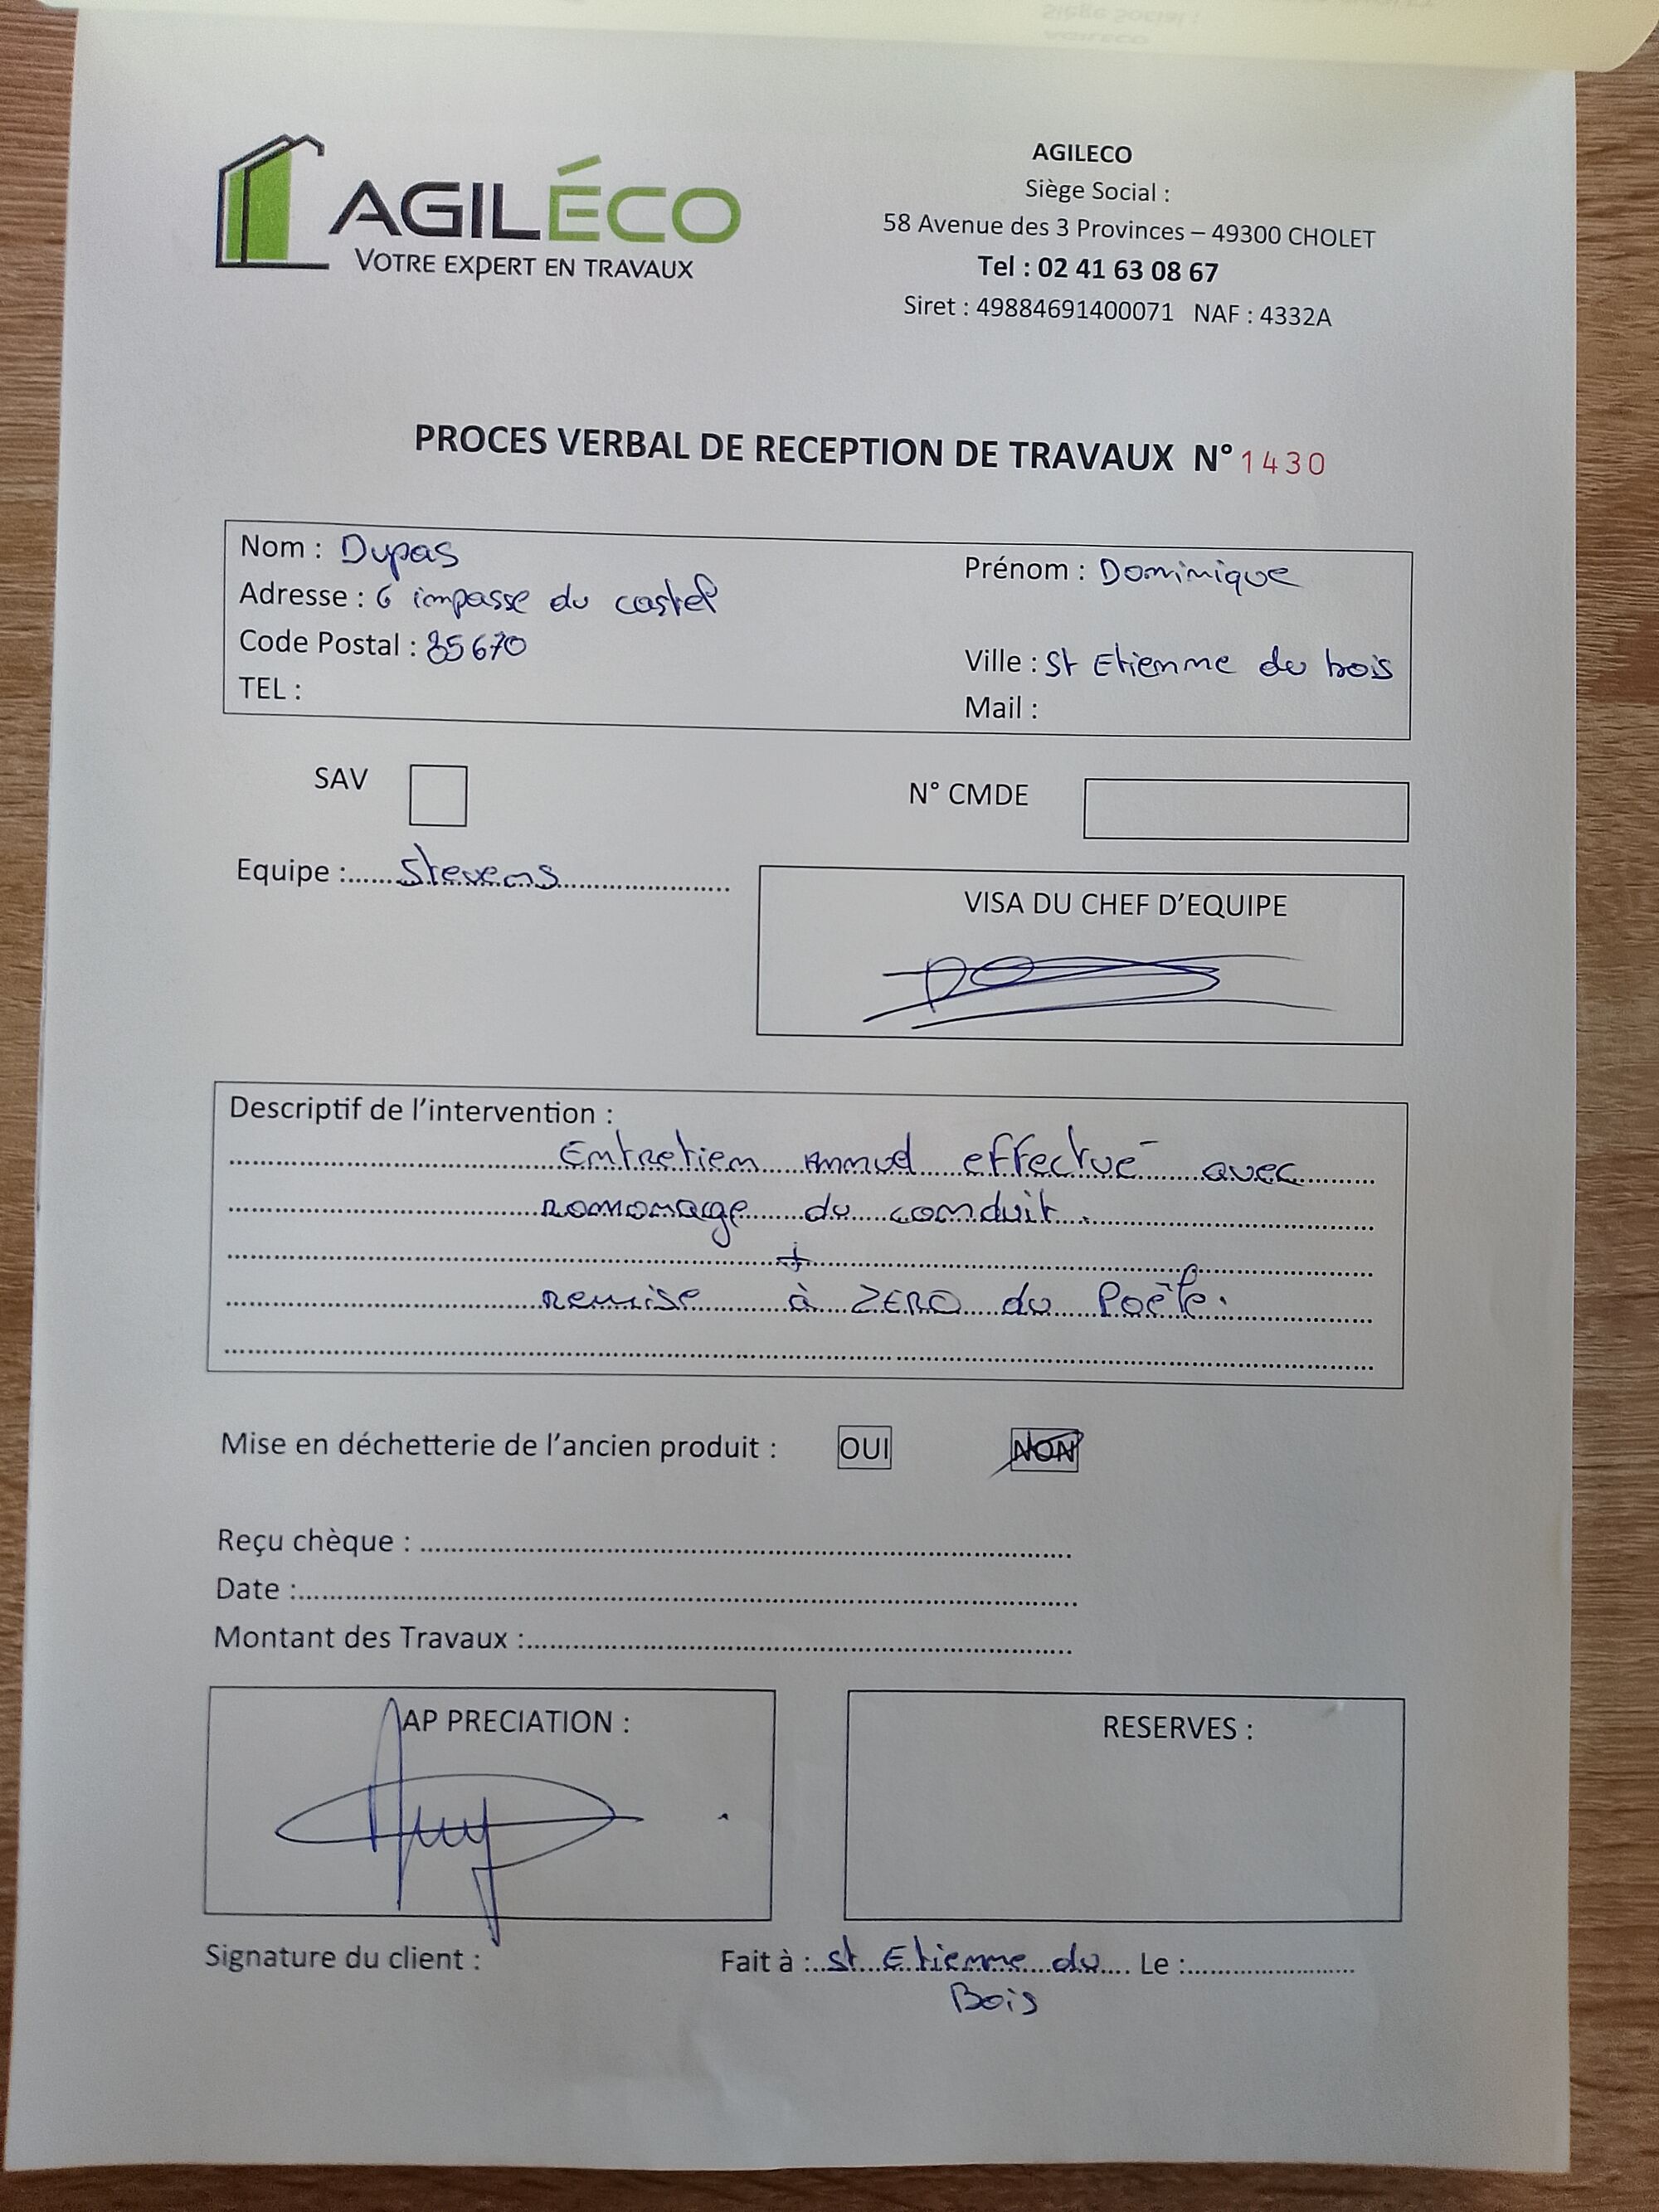 AGILÉCO
VOTRE EXPERT EN TRAVAUX
AGILECO
Siège Social :
58 Avenue des 3 Provinces – 49300 CHOLET
Tel : 02 41 63 08 67
Siret : 49884691400071 NAF : 4332A
PROCES VERBAL DE RECEPTION DE TRAVAUX N° 1430
Nom : Dupas
Prénom : Dominique
Adresse : 6 impasse du castel
Code Postal : 85670
Ville : St Etienne du bois
TEL :
Mail :
SAV
N° CMDE
Equipe :......Stevens......
VISA DU CHEF D'EQUIPE
Descriptif de l'intervention :
Entretien Annuel effectué avec
ramonage du conduit.
+
remise à ZERO du Poêle.
Mise en déchetterie de l'ancien produit : OUI NON
Reçu chèque :
Date :
Montant des Travaux :
AP PRECIATION :
RESERVES :
Signature du client :
Fait à : St Etienne du Le :
Bois